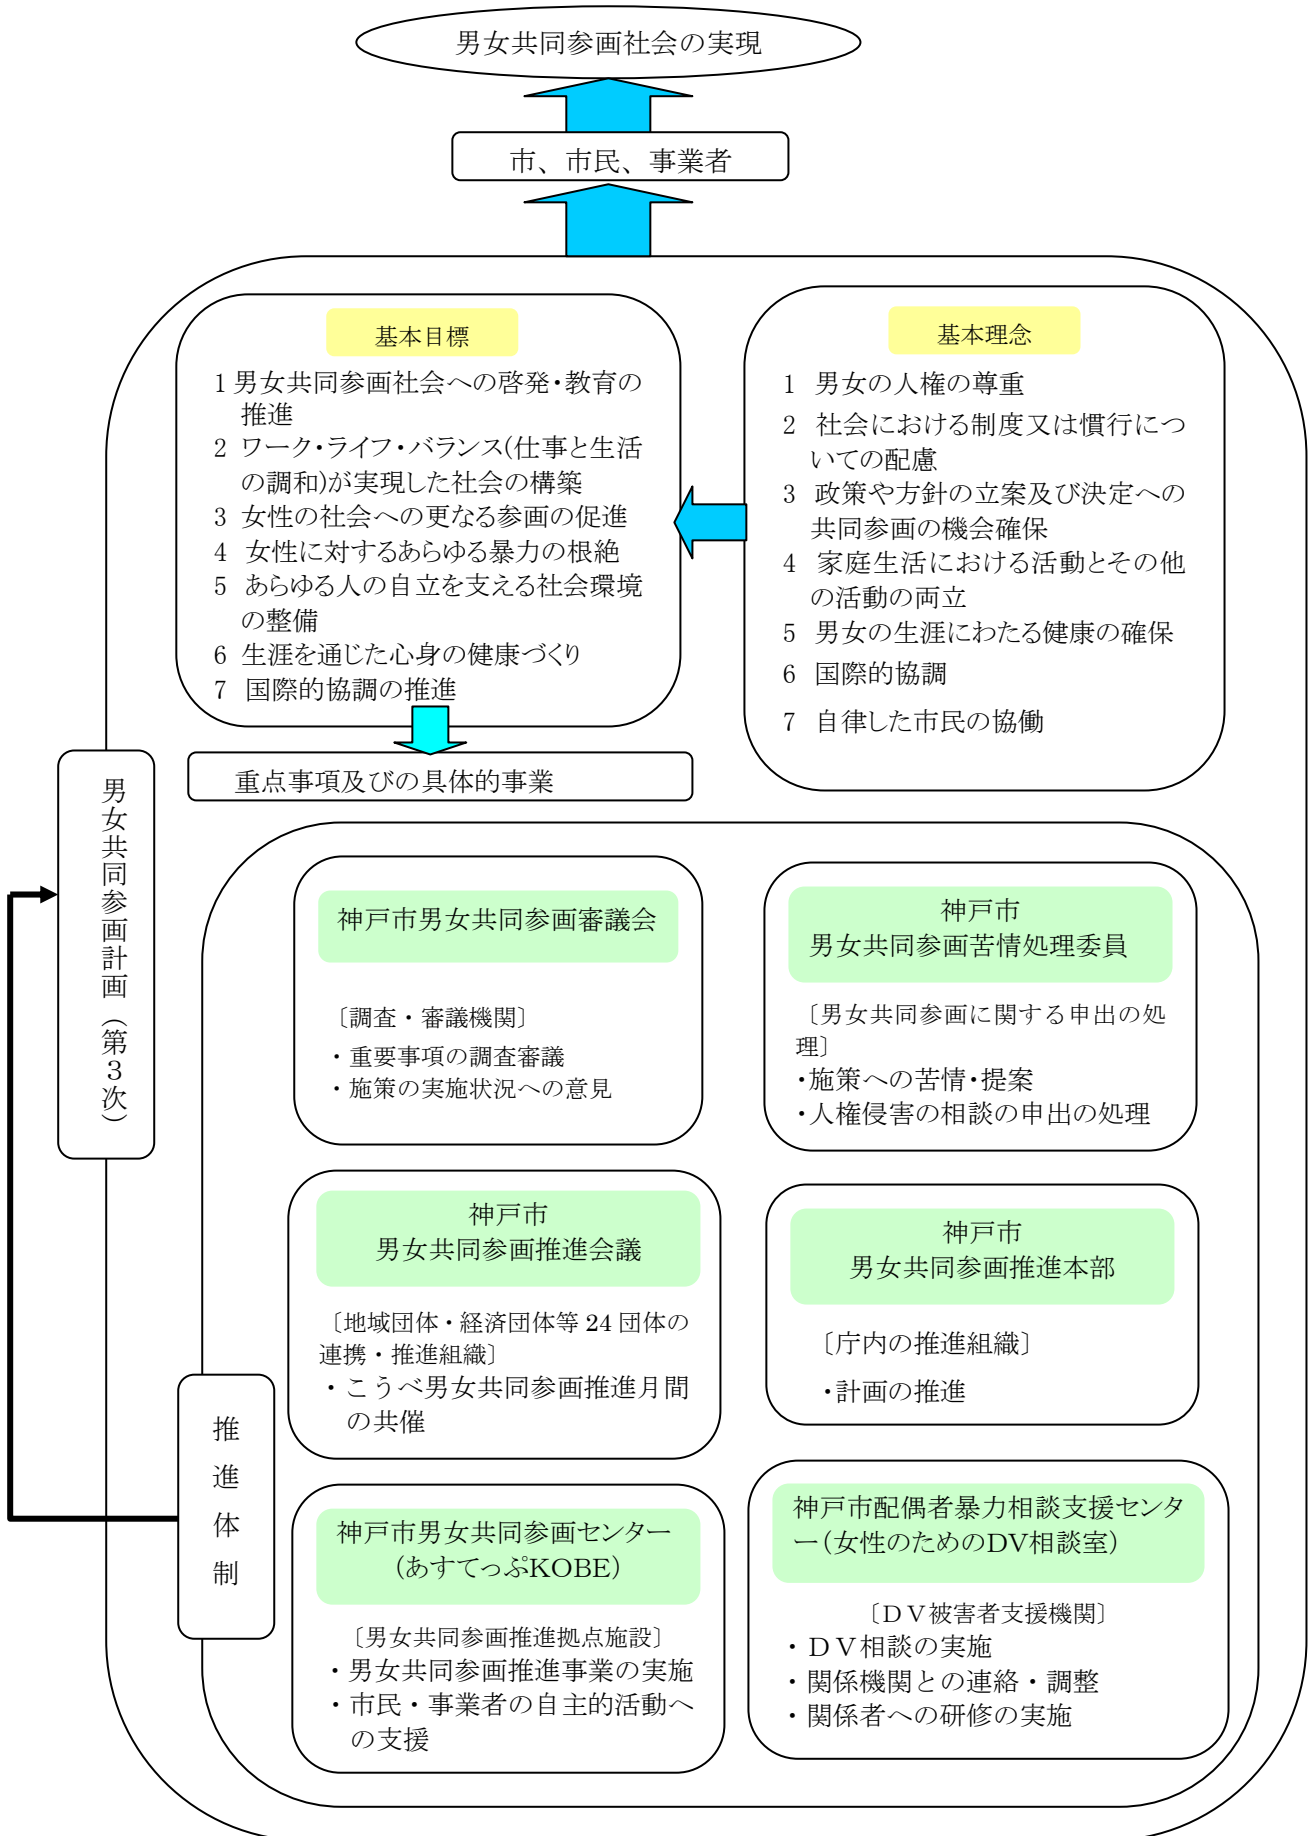 男女共同参画社会の実現
市、市民、事業者
基本目標
1 男女共同参画社会への啓発・教育の
推進
2 ワーク・ライフ・バランス(仕事と生活
の調和)が実現した社会の構築
3 女性の社会への更なる参画の促進
4 女性に対するあらゆる暴力の根絶
5 あらゆる人の自立を支える社会環境
の整備
6 生涯を通じた心身の健康づくり
7 国際的協調の推進
基本理念
1 男女の人権の尊重
2 社会における制度又は慣行につ
いての配慮
3 政策や方針の立案及び決定への
共同参画の機会確保
4 家庭生活における活動とその他
の活動の両立
5 男女の生涯にわたる健康の確保
6 国際的協調
7 自律した市民の協働
重点事項及びの具体的事業
男女共同参画計画（第３次）
神戸市男女共同参画審議会
〔調査・審議機関〕
・重要事項の調査審議
・施策の実施状況への意見
神戸市
男女共同参画苦情処理委員
〔男女共同参画に関する申出の処
理〕
・施策への苦情・提案
・人権侵害の相談の申出の処理
神戸市
男女共同参画推進会議
〔地域団体・経済団体等 24 団体の
連携・推進組織〕
・こうべ男女共同参画推進月間
の共催
神戸市
男女共同参画推進本部
〔庁内の推進組織〕
・計画の推進
推進体制
神戸市男女共同参画センター
（あすてっぷKOBE）
〔男女共同参画推進拠点施設〕
・男女共同参画推進事業の実施
・市民・事業者の自主的活動へ
の支援
神戸市配偶者暴力相談支援センタ
ー（女性のためのDV相談室）
〔ＤＶ被害者支援機関〕
・ＤＶ相談の実施
・関係機関との連絡・調整
・関係者への研修の実施